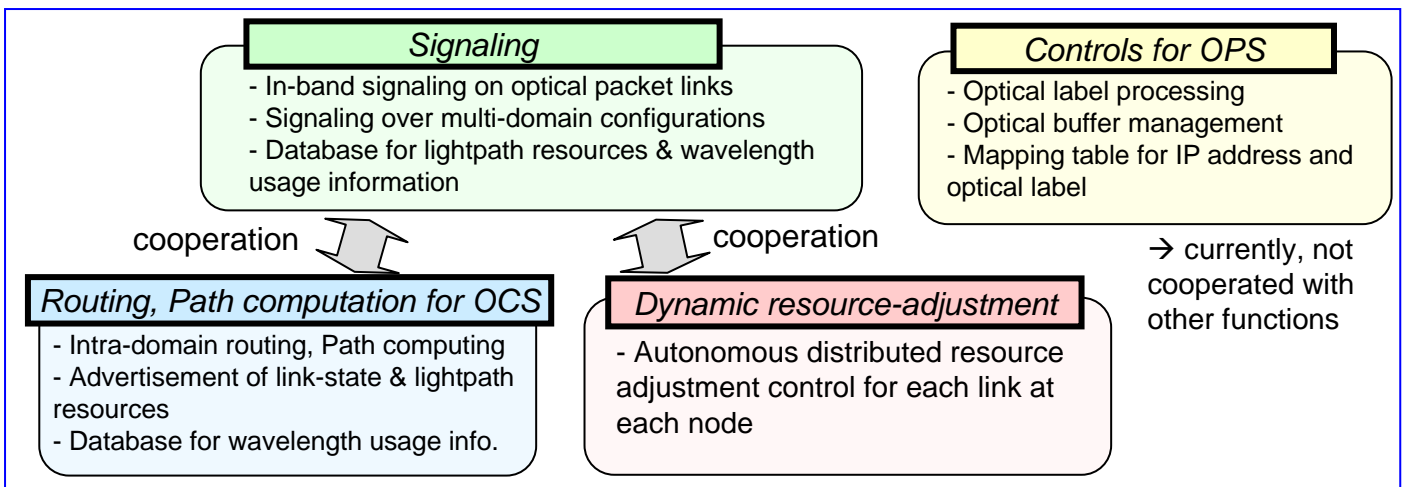 Signaling
- In-band signaling on optical packet links
- Signaling over multi-domain configurations
- Database for lightpath resources & wavelength
usage information
Controls for OPS
- Optical label processing
- Optical buffer management
- Mapping table for IP address and
optical label
cooperation
cooperation
→ currently, not
cooperated with
other functions
Routing, Path computation for OCS
- Intra-domain routing, Path computing
- Advertisement of link-state & lightpath
resources
- Database for wavelength usage info.
Dynamic resource-adjustment
- Autonomous distributed resource
adjustment control for each link at
each node